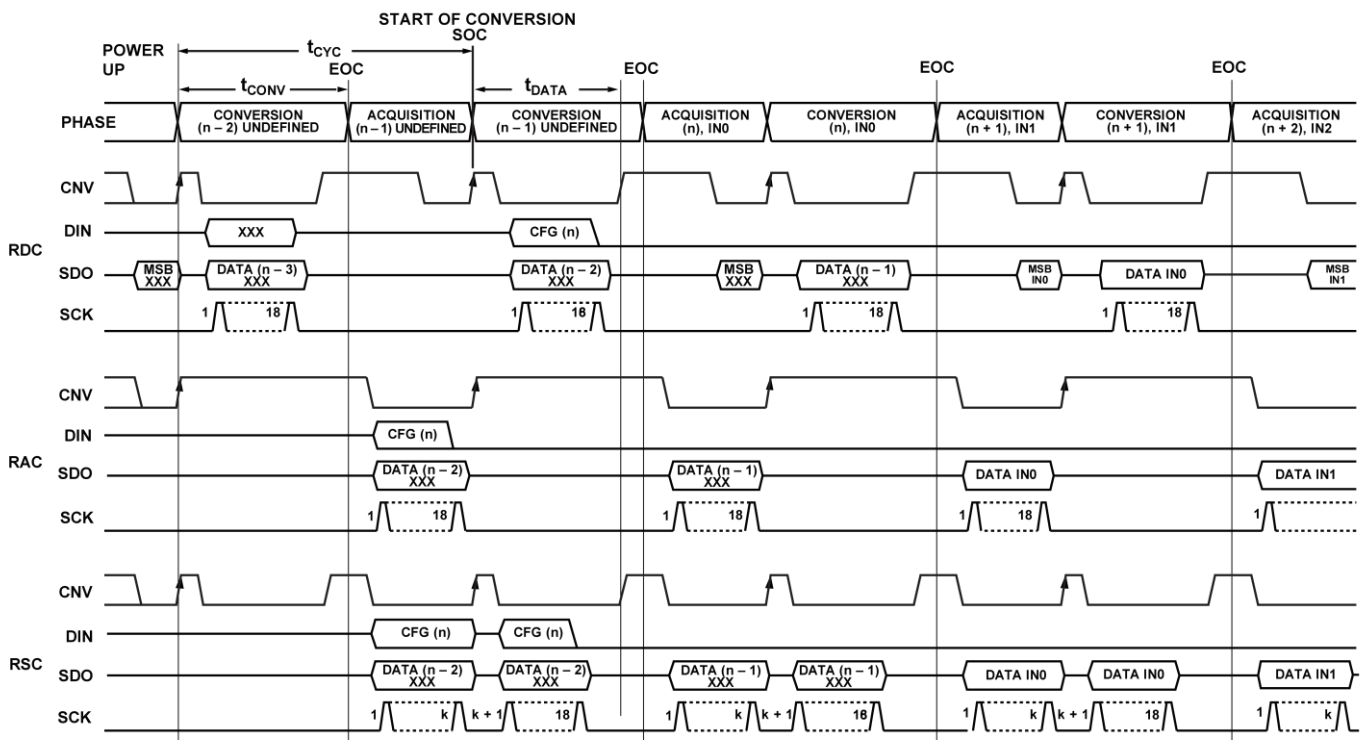 START OF CONVERSION
SOC
POWER
UP
tCYC
EOC
EOC
EOC
EOC
tCONV
tDATA
PHASE
CONVERSION
(n – 2) UNDEFINED
ACQUISITION
(n – 1) UNDEFINED
CONVERSION
(n – 1) UNDEFINED
ACQUISITION
(n), IN0
CONVERSION
(n), IN0
ACQUISITION
(n + 1), IN1
CONVERSION
(n + 1), IN1
ACQUISITION
(n + 2), IN2
RDC
CNV
DIN
XXX
CFG (n)
SDO
MSB
XXX
DATA (n – 3)
XXX
DATA (n – 2)
XXX
MSB
XXX
DATA (n – 1)
XXX
MSB
IN0
DATA IN0
MSB
IN1
SCK
1 18
1 16
1 18
1 18
RAC
CNV
DIN
CFG (n)
SDO
DATA (n – 2)
XXX
DATA (n – 1)
XXX
DATA IN0
DATA IN1
SCK
1 18
1 18
1 18
1
RSC
CNV
DIN
CFG (n)
CFG (n)
SDO
DATA (n – 2)
XXX
DATA (n – 2)
XXX
DATA (n – 1)
XXX
DATA (n – 1)
XXX
DATA IN0
DATA IN0
DATA IN1
SCK
1 k k + 1 18
1 k k + 1 16
1 k k + 1 18
1 k